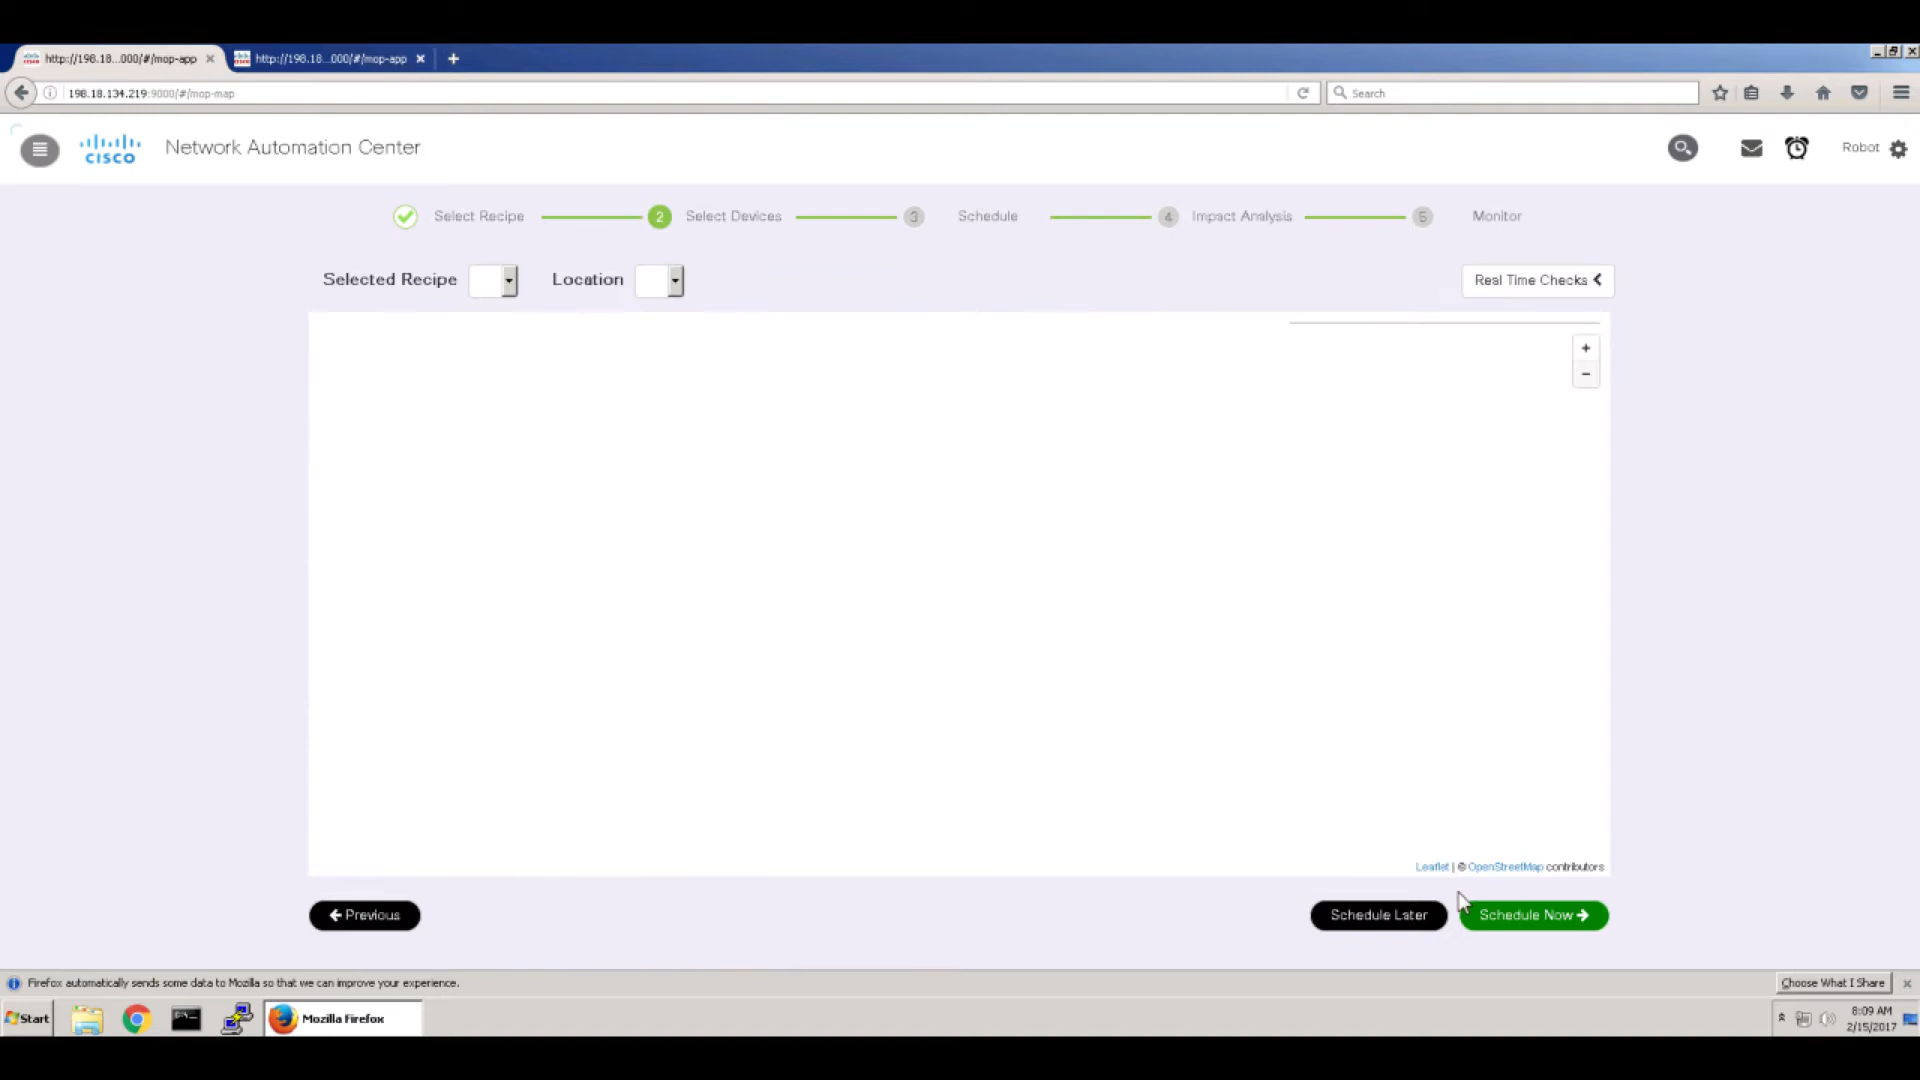 http://198.18...000/#/mop-app
http://198.18...000/#/mop-app
198.18.134.219:9000/#/mop-map
Search
CISCO
Network Automation Center
Robot
Select Recipe
2
Select Devices
3
Schedule
4
Impact Analysis
5
Monitor
Selected Recipe
Location
Real Time Checks
+
−
Leaflet | © OpenStreetMap contributors
Previous
Schedule Later
Schedule Now
Firefox automatically sends some data to Mozilla so that we can improve your experience.
Choose What I Share
Start
Mozilla Firefox
8:09 AM
2/15/2017